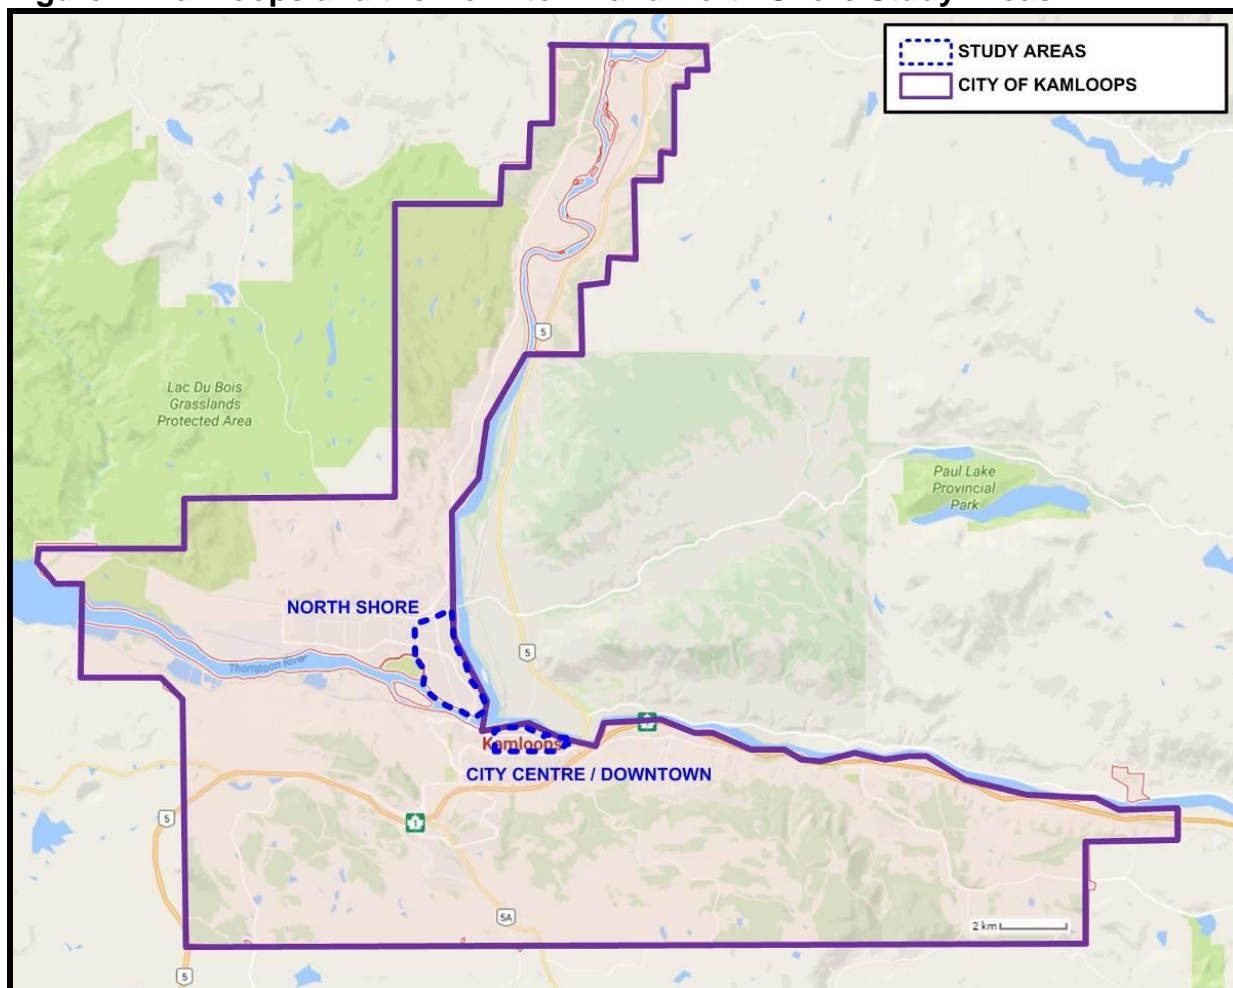 STUDY AREAS
CITY OF KAMLOOPS
5
Lac Du Bois
Grasslands
Protected Area
Paul Lake
Provincial
Park
NORTH SHORE
5
Thompson River
1
Kamloops
CITY CENTRE / DOWNTOWN
5
1
5A
2 km
5